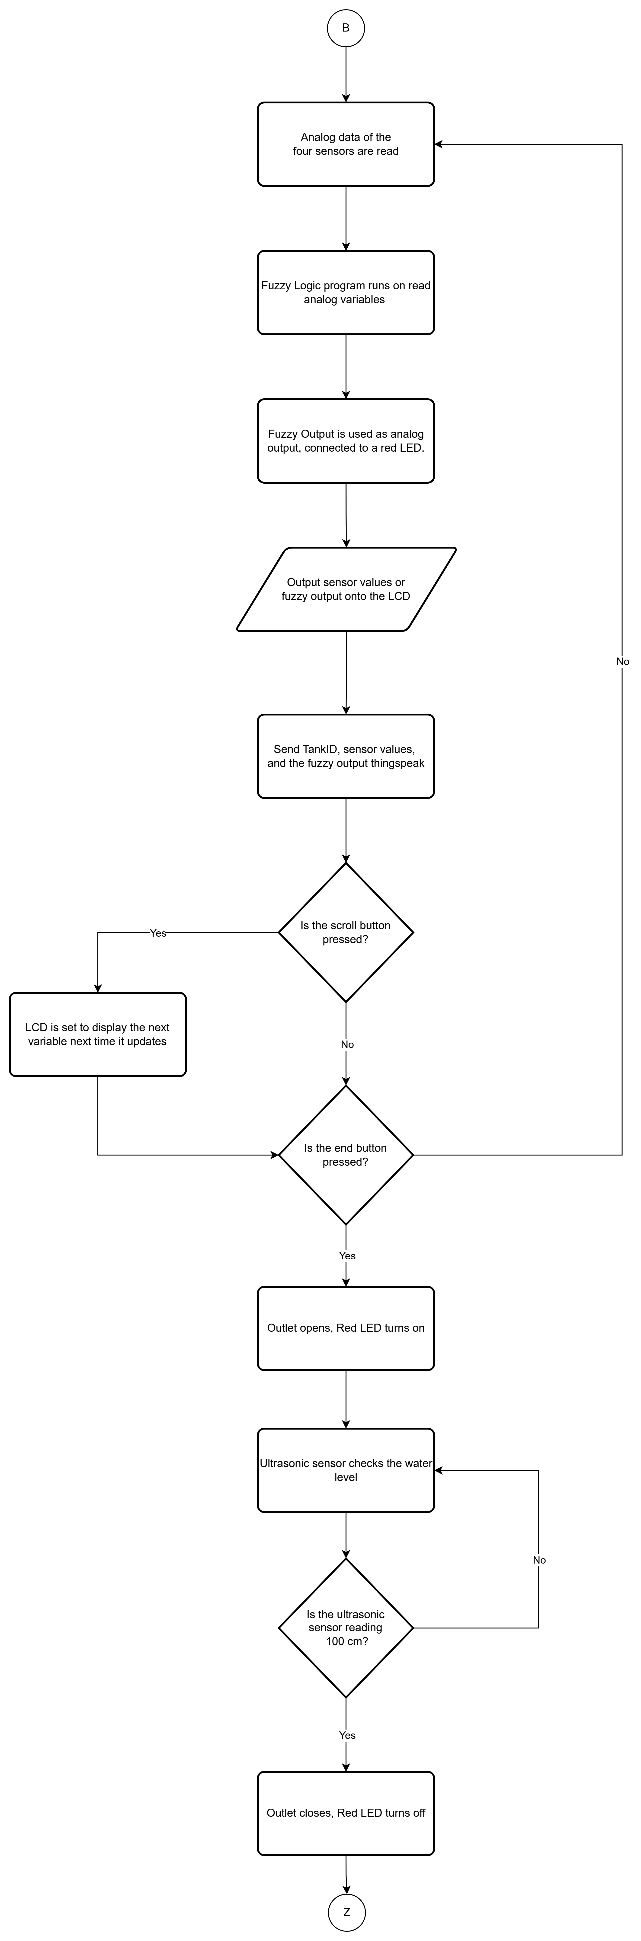 B
Analog data of the
four sensors are read
Fuzzy Logic program runs on read
analog variables
Fuzzy Output is used as analog
output, connected to a red LED.
Output sensor values or
fuzzy output onto the LCD
No
Send TankID, sensor values,
and the fuzzy output thingspeak
Is the scroll button
pressed?
Yes
LCD is set to display the next
variable next time it updates
No
Is the end button
pressed?
Yes
Outlet opens, Red LED turns on
Ultrasonic sensor checks the water
level
No
Is the ultrasonic
sensor reading
100 cm?
Yes
Outlet closes, Red LED turns off
Z